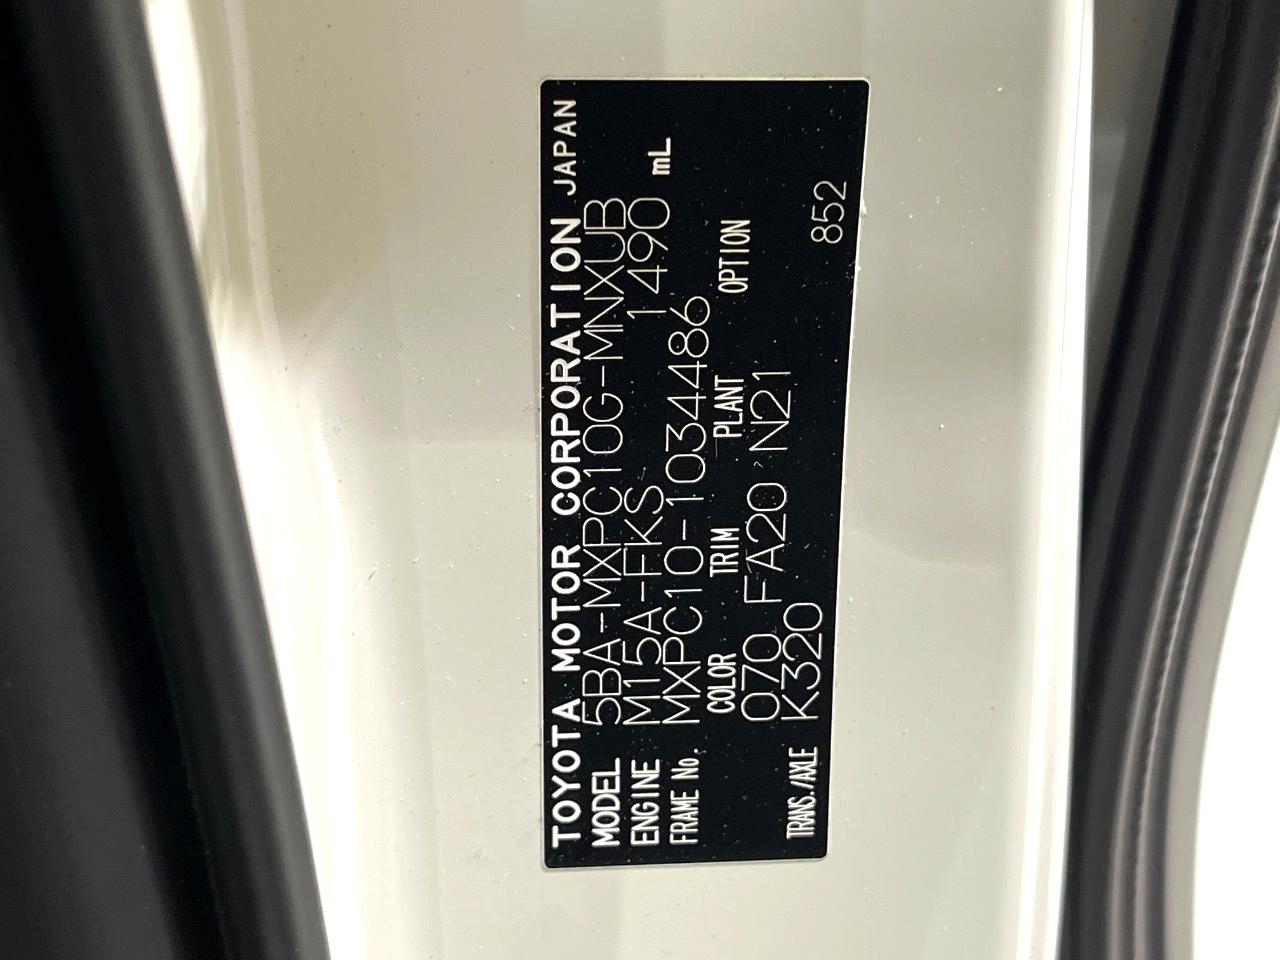 TOYOTA MOTOR CORPORATION JAPAN
MODEL 5BA-MXPC10G-MNXUB
ENGINE M15A-FKS 1490 mL
FRAME No. MXPC10-1034486
COLOR TRIM PLANT OPTION
070 FA20 N21
TRANS./AXLE K320 852